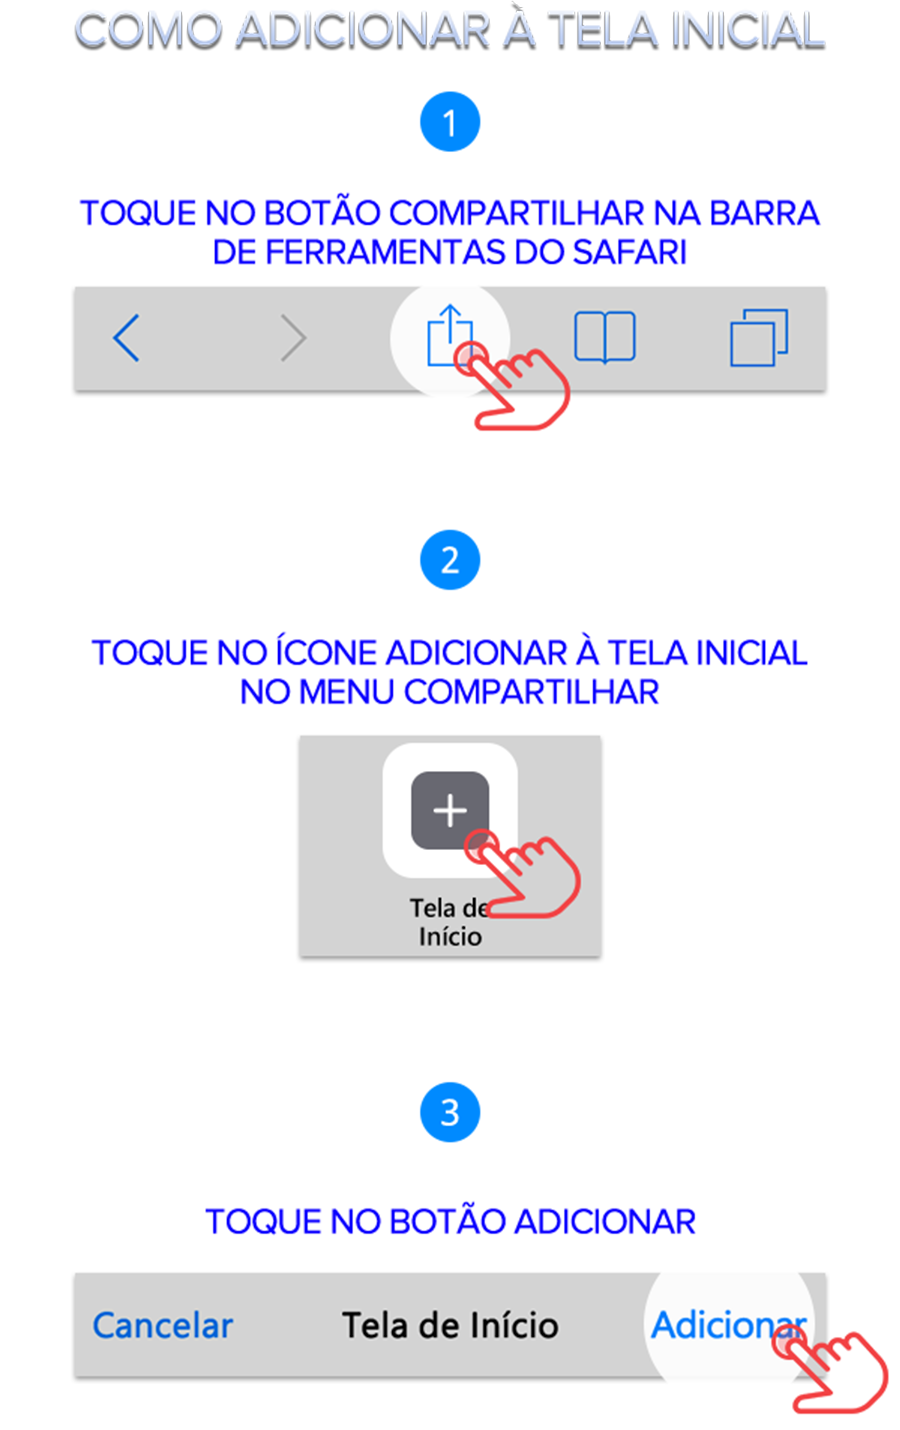 COMO ADICIONAR À TELA INICIAL
1
TOQUE NO BOTÃO COMPARTILHAR NA BARRA
DE FERRAMENTAS DO SAFARI
2
TOQUE NO ÍCONE ADICIONAR À TELA INICIAL
NO MENU COMPARTILHAR
Tela de
Início
3
TOQUE NO BOTÃO ADICIONAR
Cancelar Tela de Início Adicionar